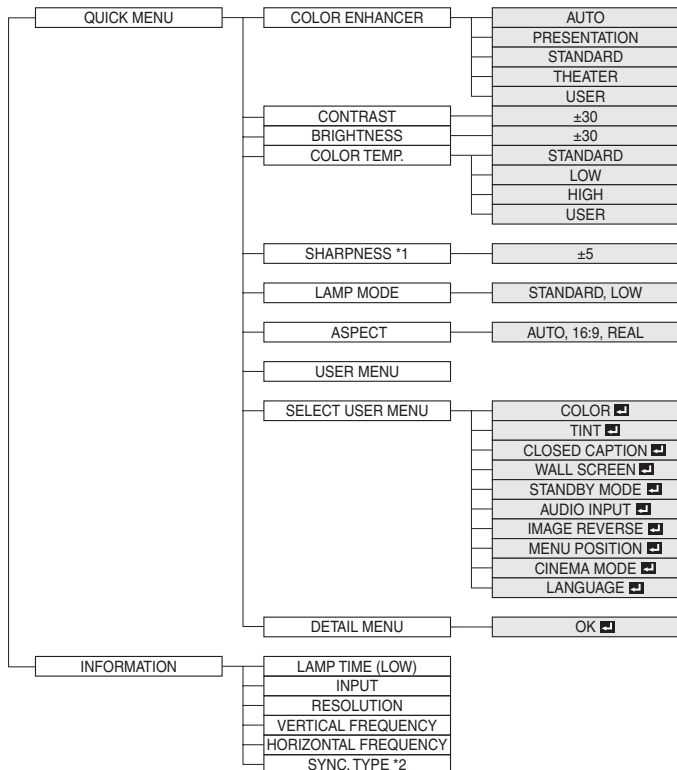 QUICK MENU COLOR ENHANCER AUTO
PRESENTATION
STANDARD
THEATER
USER
CONTRAST ±30
BRIGHTNESS ±30
COLOR TEMP. STANDARD
LOW
HIGH
USER
SHARPNESS *1 ±5
LAMP MODE STANDARD, LOW
ASPECT AUTO, 16:9, REAL
USER MENU
SELECT USER MENU COLOR ↵
TINT ↵
CLOSED CAPTION ↵
WALL SCREEN ↵
STANDBY MODE ↵
AUDIO INPUT ↵
IMAGE REVERSE ↵
MENU POSITION ↵
CINEMA MODE ↵
LANGUAGE ↵
DETAIL MENU OK ↵
INFORMATION LAMP TIME (LOW)
INPUT
RESOLUTION
VERTICAL FREQUENCY
HORIZONTAL FREQUENCY
SYNC. TYPE *2